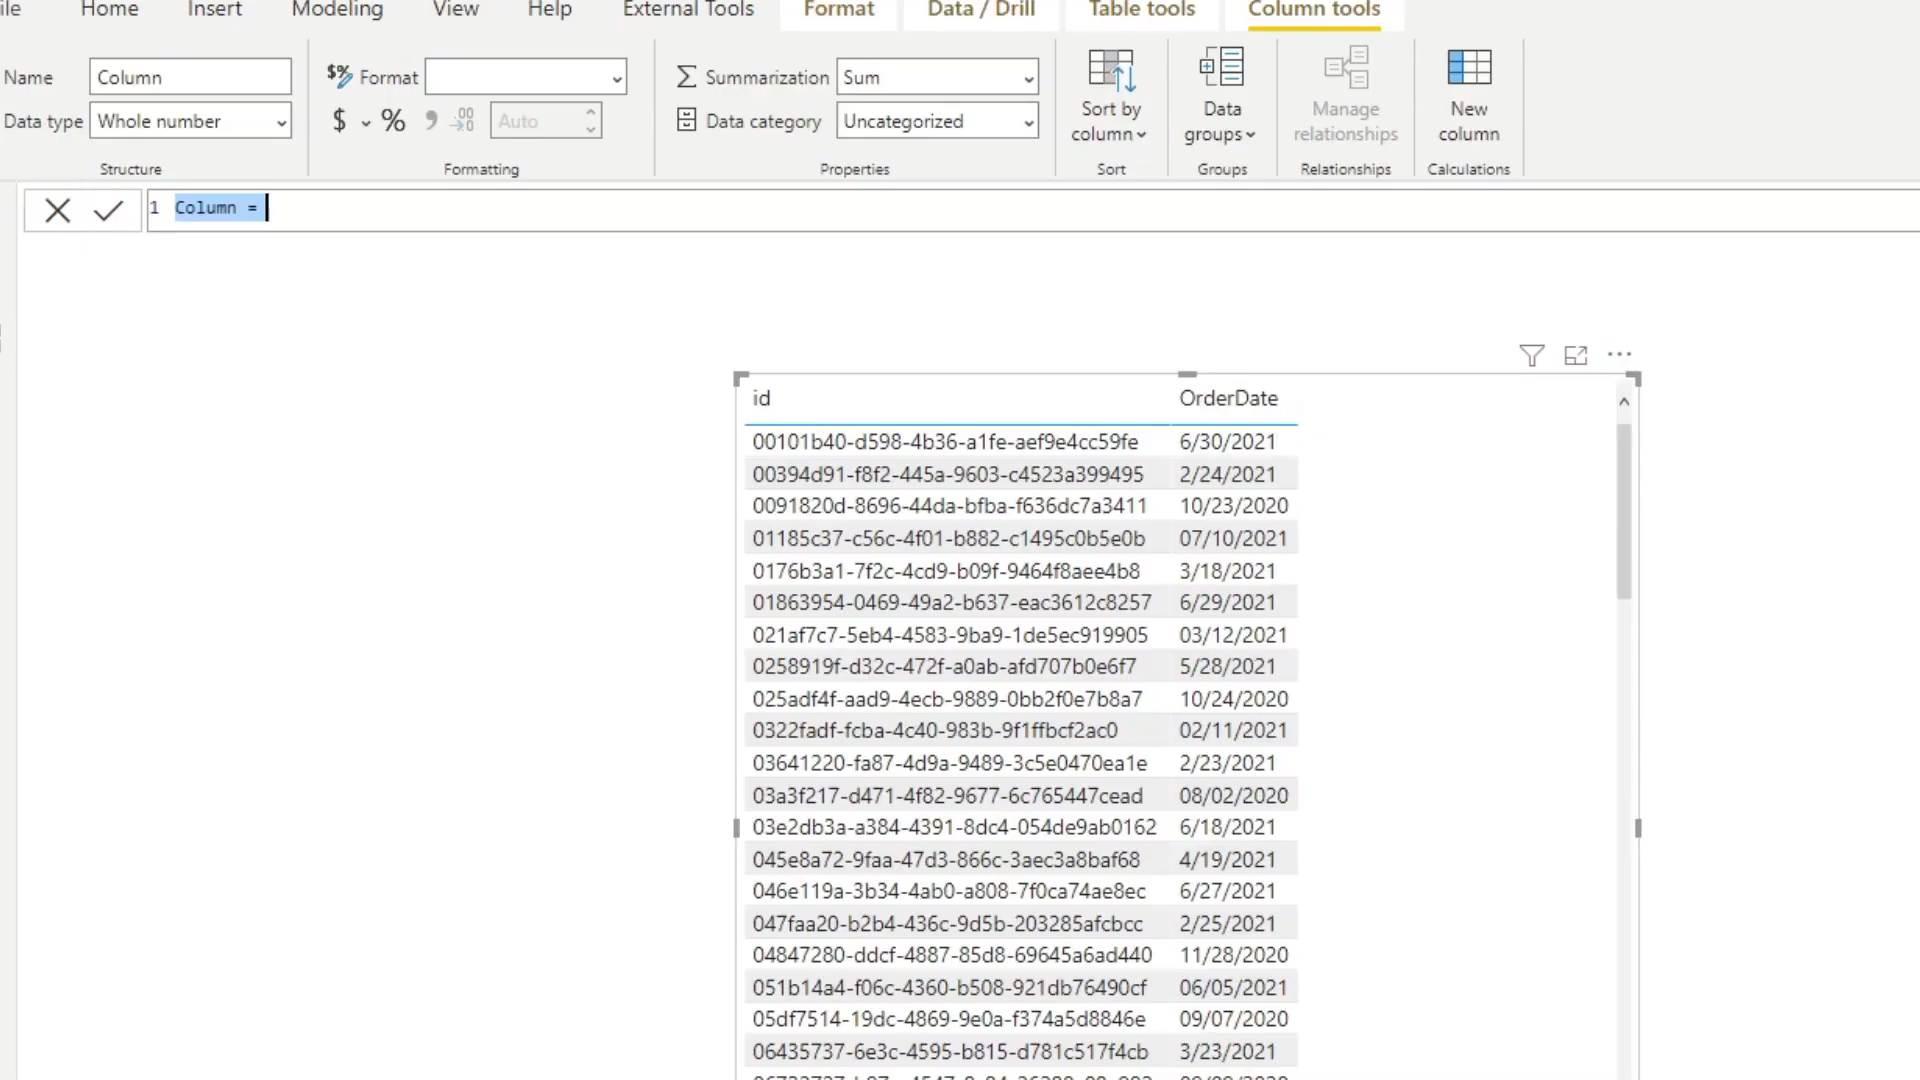 ile Home Insert Modeling View Help External Tools Format Data / Drill Table tools Column tools
Name Column
Data type Whole number
Structure
$% Format
$ % 9 .00 →.0 Auto
Formatting
Summarization Sum
Data category Uncategorized
Properties
Sort by
column
Sort
Data
groups
Groups
Manage
relationships
Relationships
New
column
Calculations
1 Column =
id OrderDate
00101b40-d598-4b36-a1fe-aef9e4cc59fe 6/30/2021
00394d91-f8f2-445a-9603-c4523a399495 2/24/2021
0091820d-8696-44da-bfba-f636dc7a3411 10/23/2020
01185c37-c56c-4f01-b882-c1495c0b5e0b 07/10/2021
0176b3a1-7f2c-4cd9-b09f-9464f8aee4b8 3/18/2021
01863954-0469-49a2-b637-eac3612c8257 6/29/2021
021af7c7-5eb4-4583-9ba9-1de5ec919905 03/12/2021
0258919f-d32c-472f-a0ab-afd707b0e6f7 5/28/2021
025adf4f-aad9-4ecb-9889-0bb2f0e7b8a7 10/24/2020
0322fadf-fcba-4c40-983b-9f1ffbcf2ac0 02/11/2021
03641220-fa87-4d9a-9489-3c5e0470ea1e 2/23/2021
03a3f217-d471-4f82-9677-6c765447cead 08/02/2020
03e2db3a-a384-4391-8dc4-054de9ab0162 6/18/2021
045e8a72-9faa-47d3-866c-3aec3a8baf68 4/19/2021
046e119a-3b34-4ab0-a808-7f0ca74ae8ec 6/27/2021
047faa20-b2b4-436c-9d5b-203285afcbcc 2/25/2021
04847280-ddcf-4887-85d8-69645a6ad440 11/28/2020
051b14a4-f06c-4360-b508-921db76490cf 06/05/2021
05df7514-19dc-4869-9e0a-f374a5d8846e 09/07/2020
06435737-6e3c-4595-b815-d781c517f4cb 3/23/2021